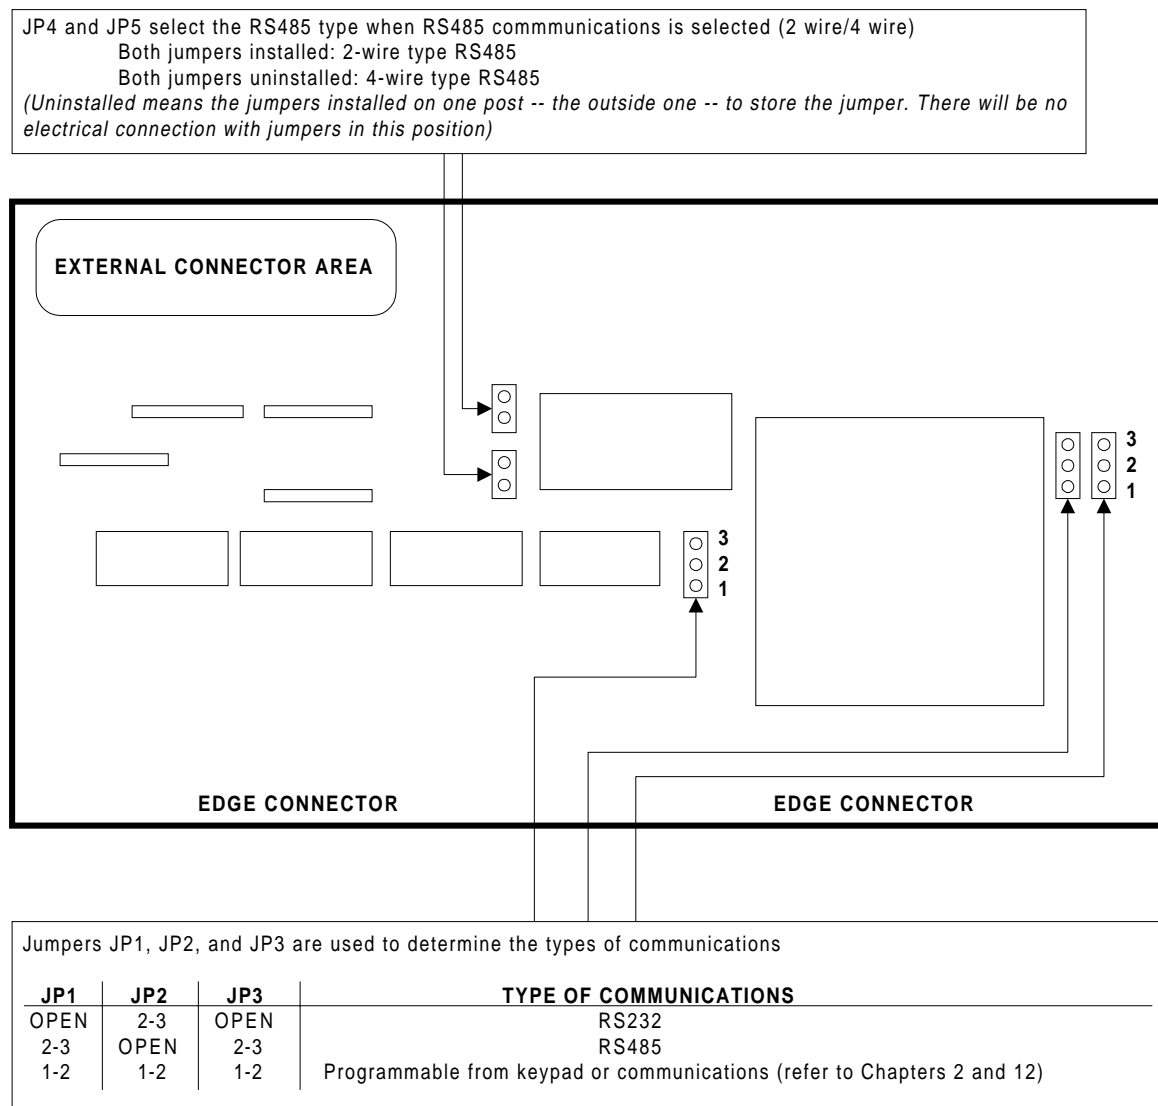 JP4 and JP5 select the RS485 type when RS485 commmunications is selected (2 wire/4 wire)
Both jumpers installed: 2-wire type RS485
Both jumpers uninstalled: 4-wire type RS485
(Uninstalled means the jumpers installed on one post -- the outside one -- to store the jumper. There will be no
electrical connection with jumpers in this position)
EXTERNAL CONNECTOR AREA
3
2
1
3
2
1
EDGE CONNECTOR
EDGE CONNECTOR
Jumpers JP1, JP2, and JP3 are used to determine the types of communications
JP1 JP2 JP3 TYPE OF COMMUNICATIONS
OPEN 2-3 OPEN RS232
2-3 OPEN 2-3 RS485
1-2 1-2 1-2 Programmable from keypad or communications (refer to Chapters 2 and 12)